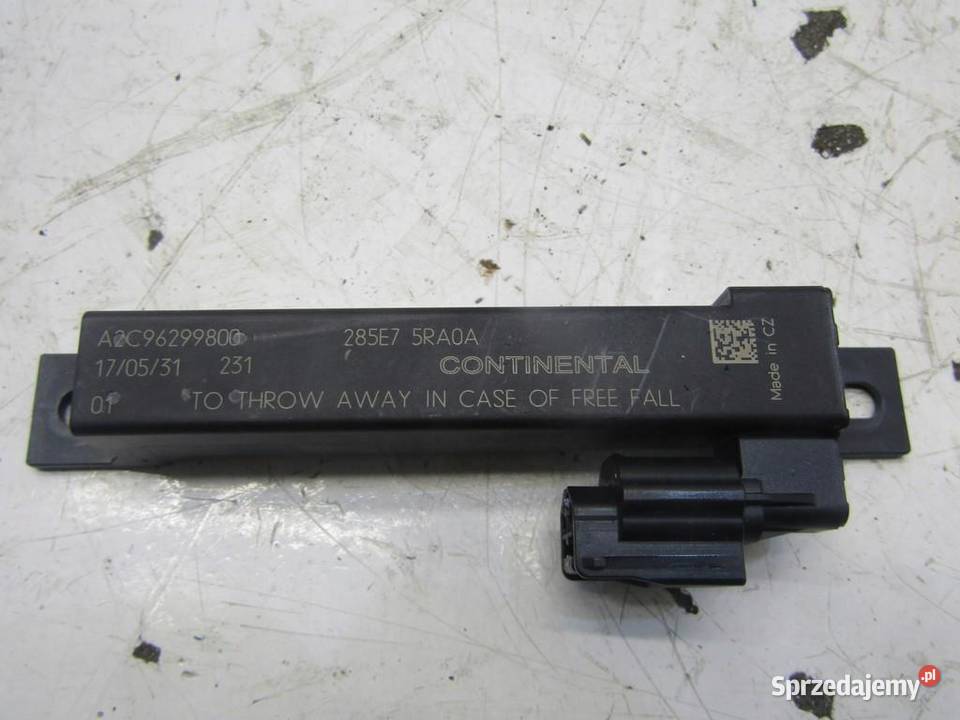 A2C96299800 285E7 5RA0A
17/05/31 231 CONTINENTAL
01 TO THROW AWAY IN CASE OF FREE FALL
Made in CZ
Sprzedajemy.pl